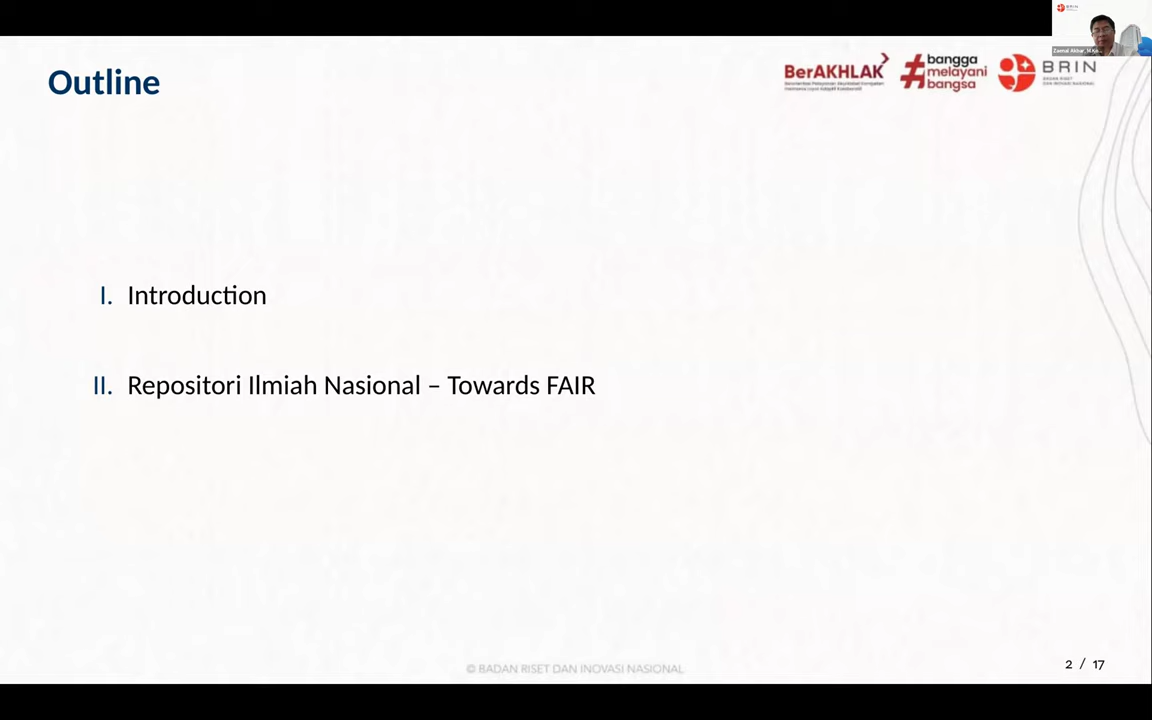 Outline
BerAKHLAK
#bangga
melayani
bangsa
BRIN
BADAN RISET
DAN INOVASI NASIONAL
I. Introduction
II. Repositori Ilmiah Nasional – Towards FAIR
© BADAN RISET DAN INOVASI NASIONAL
2 / 17